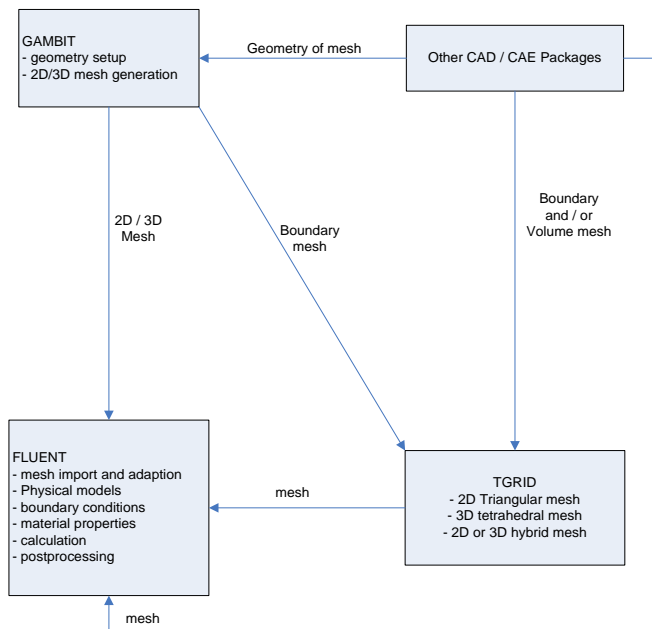 GAMBIT
- geometry setup
- 2D/3D mesh generation
Geometry of mesh
Other CAD / CAE Packages
2D / 3D
Mesh
Boundary
mesh
Boundary
and / or
Volume mesh
FLUENT
- mesh import and adaption
- Physical models
- boundary conditions
- material properties
- calculation
- postprocessing
mesh
TGRID
- 2D Triangular mesh
- 3D tetrahedral mesh
- 2D or 3D hybrid mesh
mesh